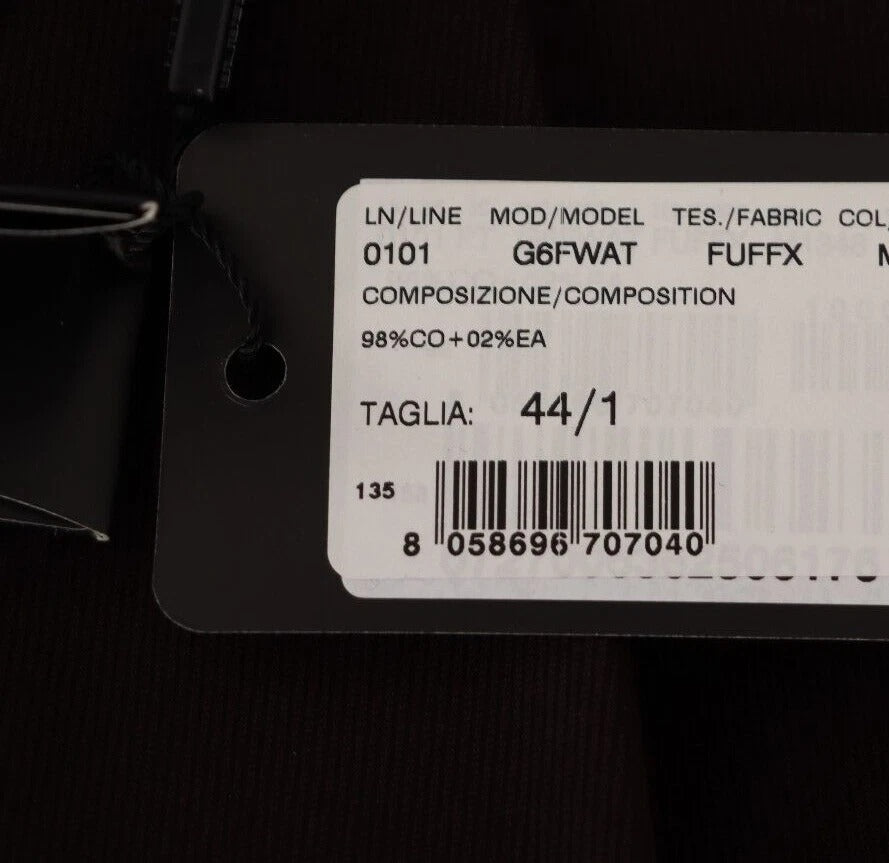 LN/LINE MOD/MODEL TES./FABRIC COL
0101 G6FWAT FUFFX
COMPOSIZIONE/COMPOSITION
98%CO+02%EA
TAGLIA: 44/1
135
8 058696 707040